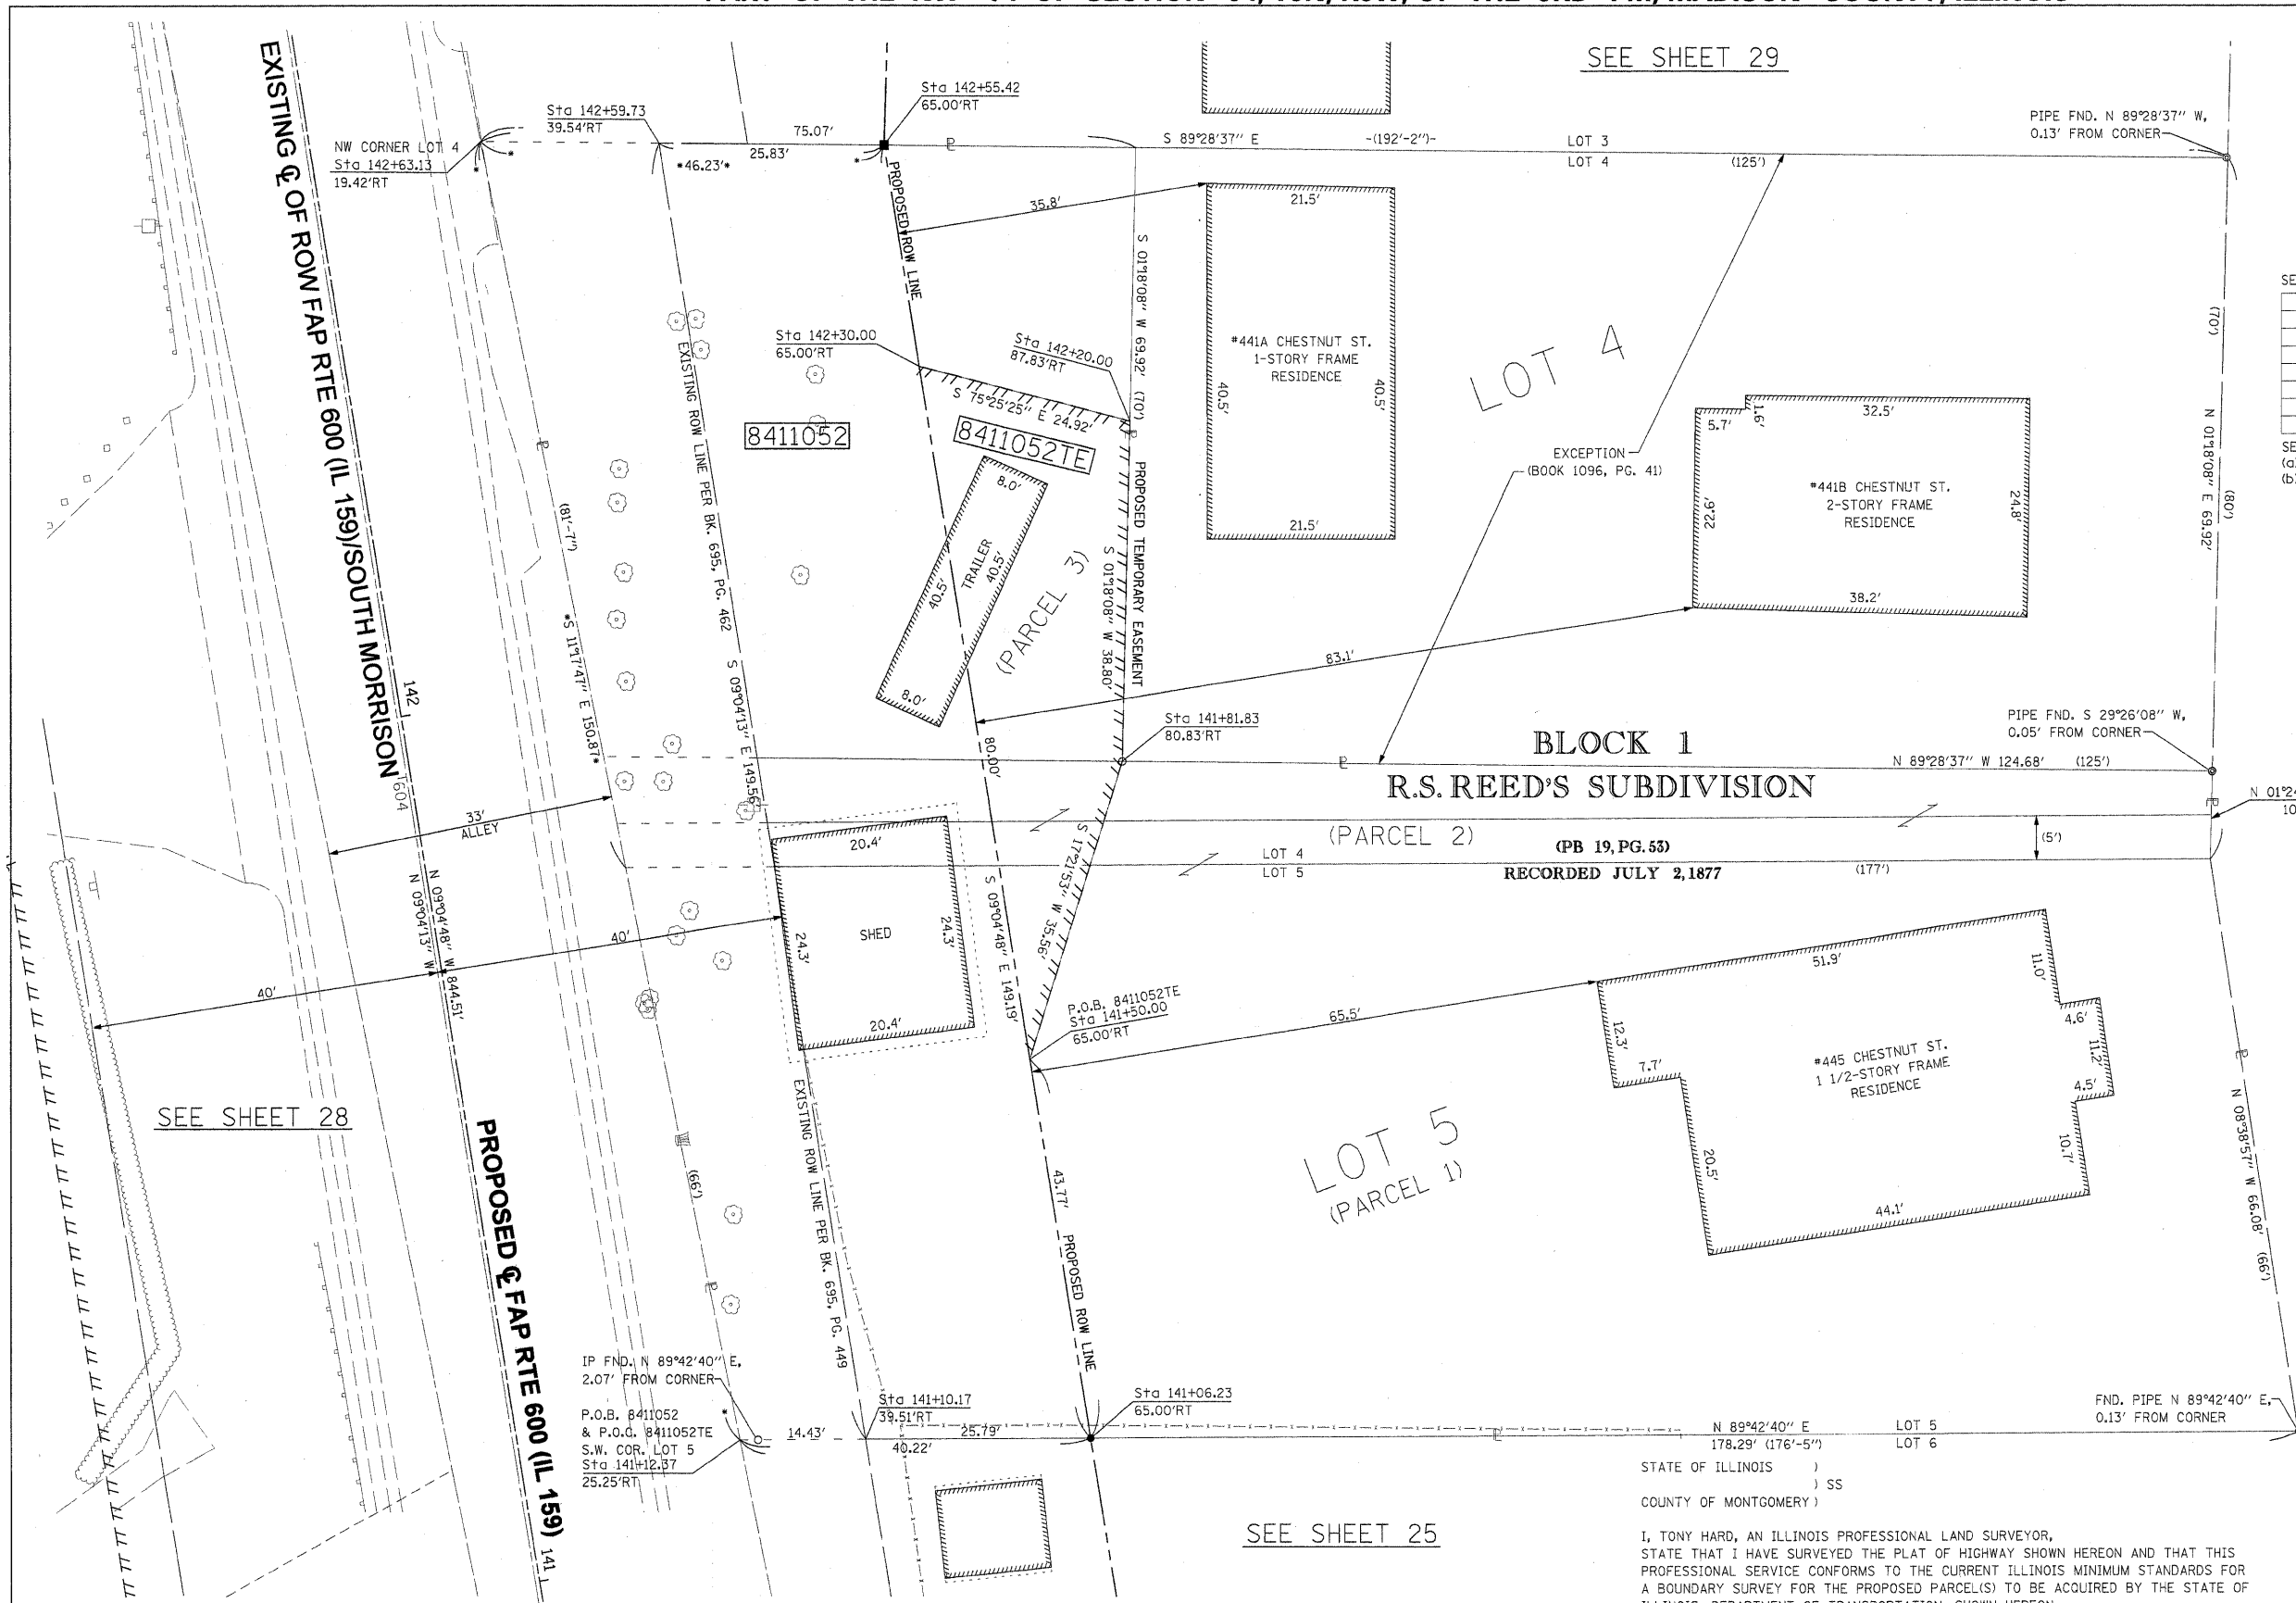 SEE SHEET 29
EXISTING ℄ OF ROW FAP RTE 600 (IL 159)/SOUTH MORRISON
NW CORNER LOT 4
Sta 142+63.13
19.42'RT
Sta 142+59.73
39.54'RT
Sta 142+55.42
65.00'RT
75.07'
25.83'
*46.23'*
S 89°28'37" E
-(192'-2")-
LOT 3
LOT 4
(125')
PIPE FND. N 89°28'37" W,
0.13' FROM CORNER
PROPOSED ROW LINE
35.8'
21.5'
S 01°18'08" W 69.92' (70')
#441A CHESTNUT ST.
1-STORY FRAME
RESIDENCE
40.5'
40.5'
21.5'
LOT 4
Sta 142+30.00
65.00'RT
Sta 142+20.00
87.83'RT
S 75°25'25" E 24.92'
8411052
8411052TE
EXISTING ROW LINE PER BK. 695, PG. 462
S 09°04'13" E 149.56'
8.0'
TRAILER
40.5'
40.5'
8.0'
(PARCEL 3)
PROPOSED TEMPORARY EASEMENT
S 01°18'08" W 38.80'
EXCEPTION
(BOOK 1096, PG. 41)
32.5'
1.6'
5.7'
22.9'
#441B CHESTNUT ST.
2-STORY FRAME
RESIDENCE
24.8'
38.2'
(70')
N 01°18'08" E 69.92'
(80')
(81'-7")
*S 11°17'47" E 150.87*
83.1'
142
Sta 141+81.83
80.83'RT
80.00'
BLOCK 1
R.S. REED'S SUBDIVISION
PIPE FND. S 29°26'08" W,
0.05' FROM CORNER
N 89°28'37" W 124.68' (125')
33'
ALLEY
(PARCEL 2)
(PB 19, PG. 53)
RECORDED JULY 2, 1877
LOT 4
LOT 5
(177')
(5')
20.4'
SHED
24.3'
24.3'
20.4'
S 17°21'53" W 35.56'
S 09°04'48" E 149.19'
N 09°04'48" W 844.51'
N 09°04'13" W
40'
40'
P.O.B. 8411052TE
Sta 141+50.00
65.00'RT
65.5'
51.9'
11.0'
4.6'
11.2'
4.5'
10.7'
12.3'
7.7'
20.5'
44.1'
#445 CHESTNUT ST.
1 1/2-STORY FRAME
RESIDENCE
N 08°38'57" W 66.08' (66')
SEE SHEET 28
PROPOSED ℄ FAP RTE 600 (IL 159)
141
(66')
EXISTING ROW LINE PER BK. 695, PG. 449
43.77'
PROPOSED ROW LINE
LOT 5
(PARCEL 1)
IP FND. N 89°42'40" E,
2.07' FROM CORNER
P.O.B. 8411052
& P.O.C. 8411052TE
S.W. COR. LOT 5
Sta 141+12.37
25.25'RT
Sta 141+10.17
39.51'RT
14.43'
25.79'
40.22'
Sta 141+06.23
65.00'RT
N 89°42'40" E
178.29' (176'-5")
LOT 5
LOT 6
FND. PIPE N 89°42'40" E,
0.13' FROM CORNER
SEE SHEET 25
STATE OF ILLINOIS )
) SS
COUNTY OF MONTGOMERY )
I, TONY HARD, AN ILLINOIS PROFESSIONAL LAND SURVEYOR,
STATE THAT I HAVE SURVEYED THE PLAT OF HIGHWAY SHOWN HEREON AND THAT THIS
PROFESSIONAL SERVICE CONFORMS TO THE CURRENT ILLINOIS MINIMUM STANDARDS FOR
A BOUNDARY SURVEY FOR THE PROPOSED PARCEL(S) TO BE ACQUIRED BY THE STATE OF